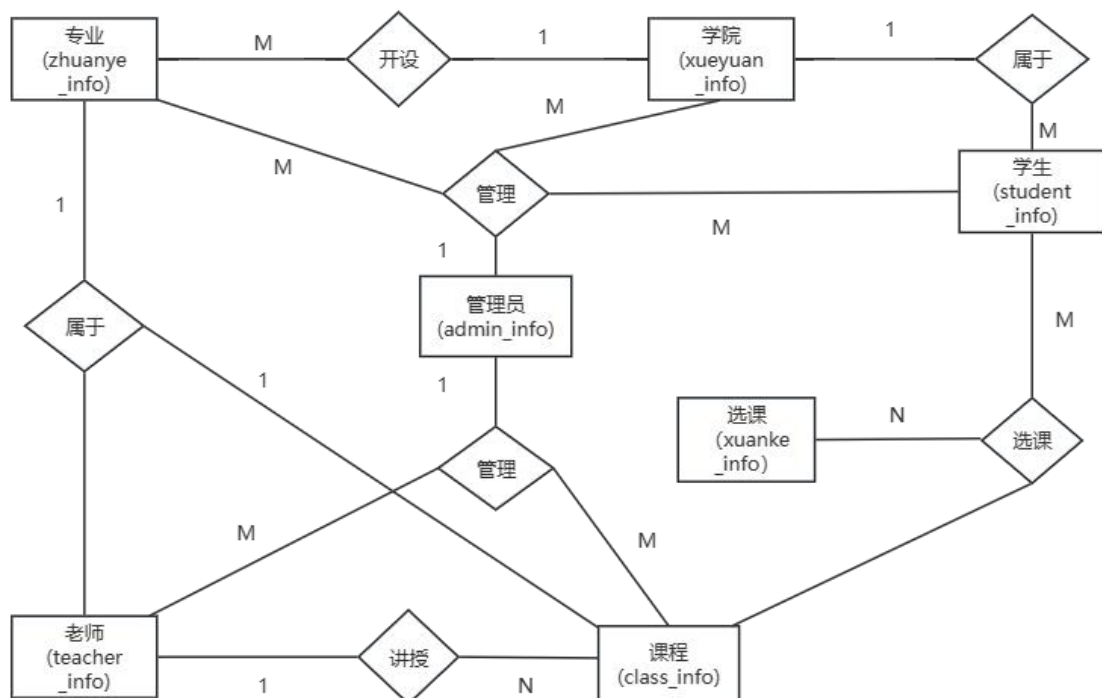 专业
(zhuanye
_info)
M
开设
1
学院
(xueyuan
_info)
1
属于
M
M
M
学生
(student
_info)
管理
M
1
1
管理员
(admin_info)
属于
M
1
1
选课
（xuanke
_info）
N
选课
管理
M
M
老师
(teacher
_info)
1
讲授
N
课程
(class_info)